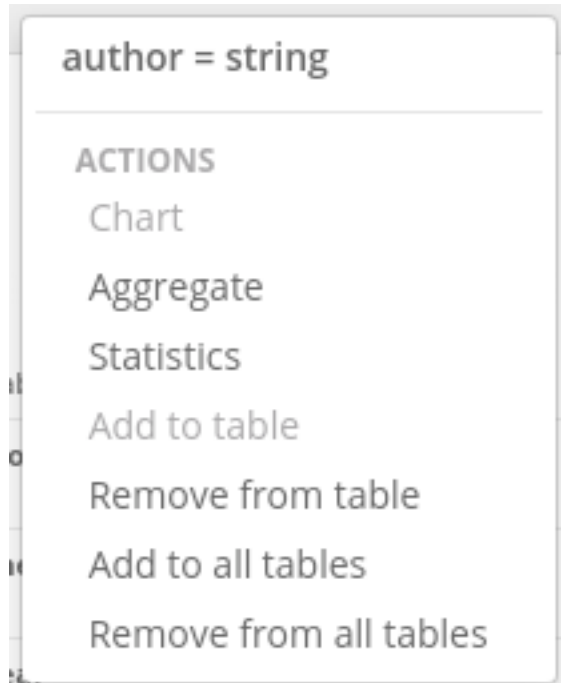 author = string
ACTIONS
Chart
Aggregate
Statistics
Add to table
Remove from table
Add to all tables
Remove from all tables